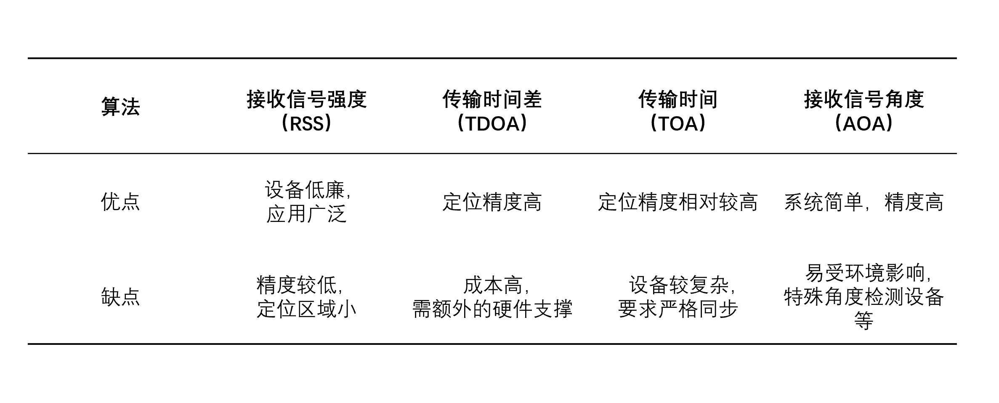 算法
接收信号强度
（RSS）
传输时间差
（TDOA）
传输时间
（TOA）
接收信号角度
（AOA）
优点
设备低廉，
应用广泛
定位精度高
定位精度相对较高
系统简单，精度高
缺点
精度较低，
定位区域小
成本高，
需额外的硬件支撑
设备较复杂，
要求严格同步
易受环境影响，
特殊角度检测设备
等